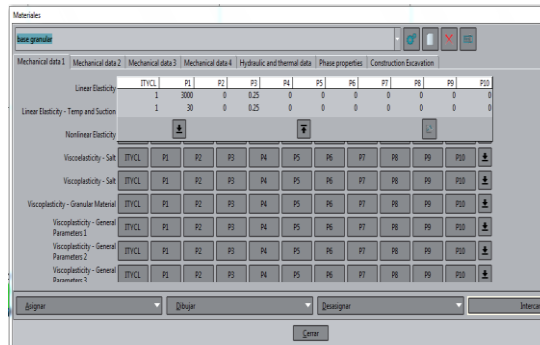 Materiales
base granular
Mechanical data 1 Mechanical data 2 Mechanical data 3 Mechanical data 4 Hydraulic and thermal data Phase properties Construction Excavation
ITYCL P1 P2 P3 P4 P5 P6 P7 P8 P9 P10
Linear Elasticity 1 3000 0 0.25 0 0 0 0 0 0 0
Linear Elasticity - Temp and Suction 1 30 0 0.25 0 0 0 0 0 0 0
Nonlinear Elasticity
Viscoelasticity - Salt ITYCL P1 P2 P3 P4 P5 P6 P7 P8 P9 P10
Viscoplasticity - Salt ITYCL P1 P2 P3 P4 P5 P6 P7 P8 P9 P10
Viscoplasticity - Granular Material ITYCL P1 P2 P3 P4 P5 P6 P7 P8 P9 P10
Viscoplasticity - General Parameters 1 ITYCL P1 P2 P3 P4 P5 P6 P7 P8 P9 P10
Viscoplasticity - General Parameters 2 ITYCL P1 P2 P3 P4 P5 P6 P7 P8 P9 P10
Viscoplasticity - General Parameters 3 ITYCL P1 P2 P3 P4 P5 P6 P7 P8 P9 P10
Asignar Dibujar Desasignar Interca
Cerrar